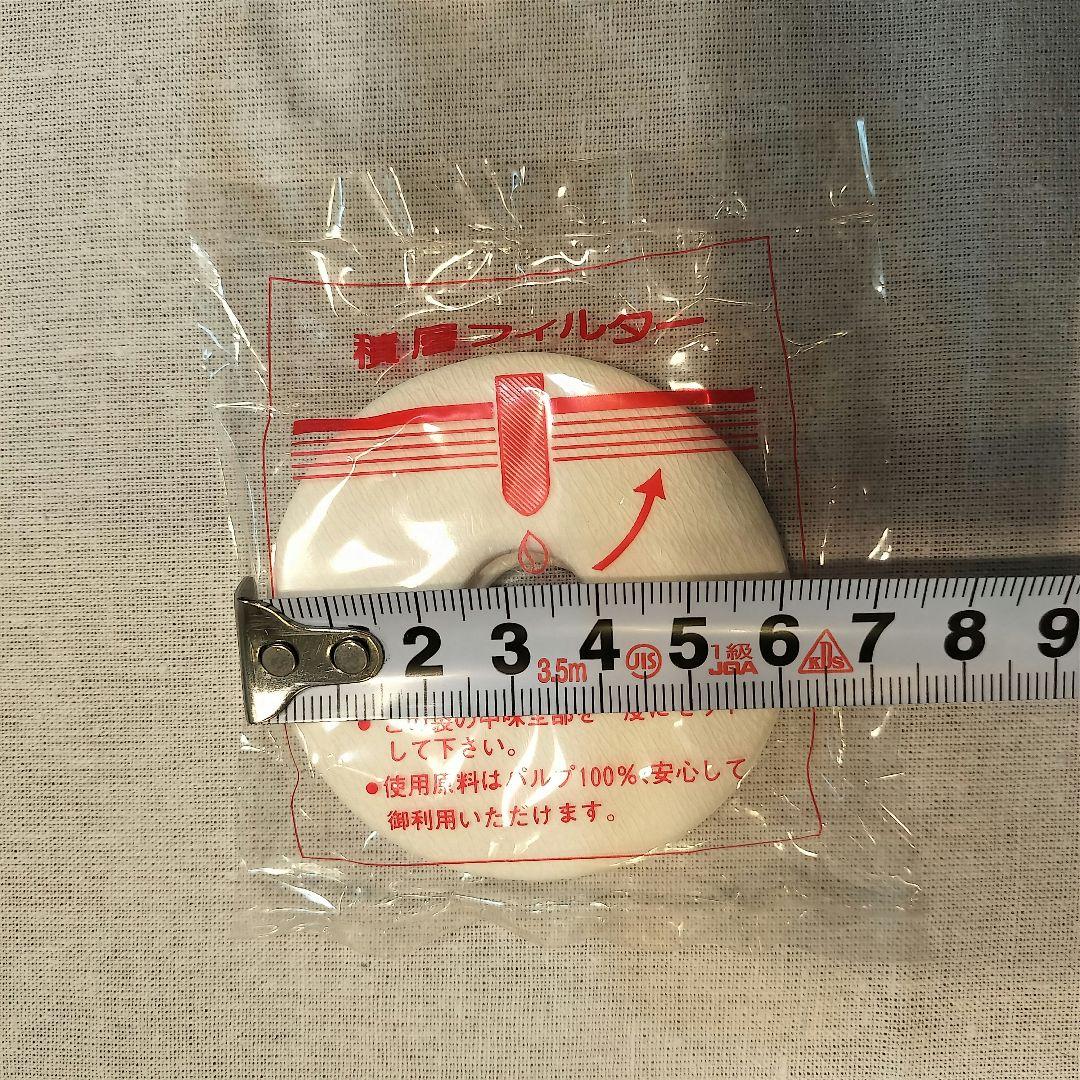 積層フィルター
2 3 4 5 6 7 8 9
3.5m JIS 1級 JQA KDS
して下さい。
●使用原料はパルプ100%、安心して
御利用いただけます。